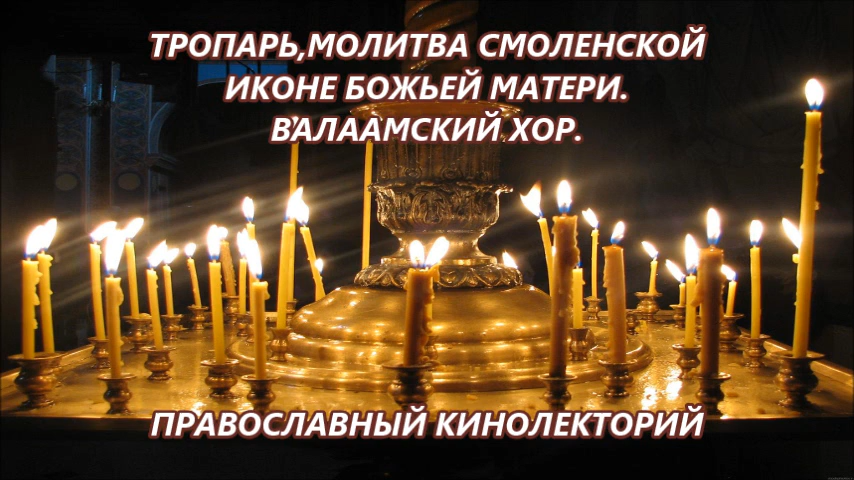 ТРОПАРЬ,МОЛИТВА СМОЛЕНСКОЙ
ИКОНЕ БОЖЬЕЙ МАТЕРИ.
ВАЛААМСКИЙ ХОР.
ПРАВОСЛАВНЫЙ КИНОЛЕКТОРИЙ